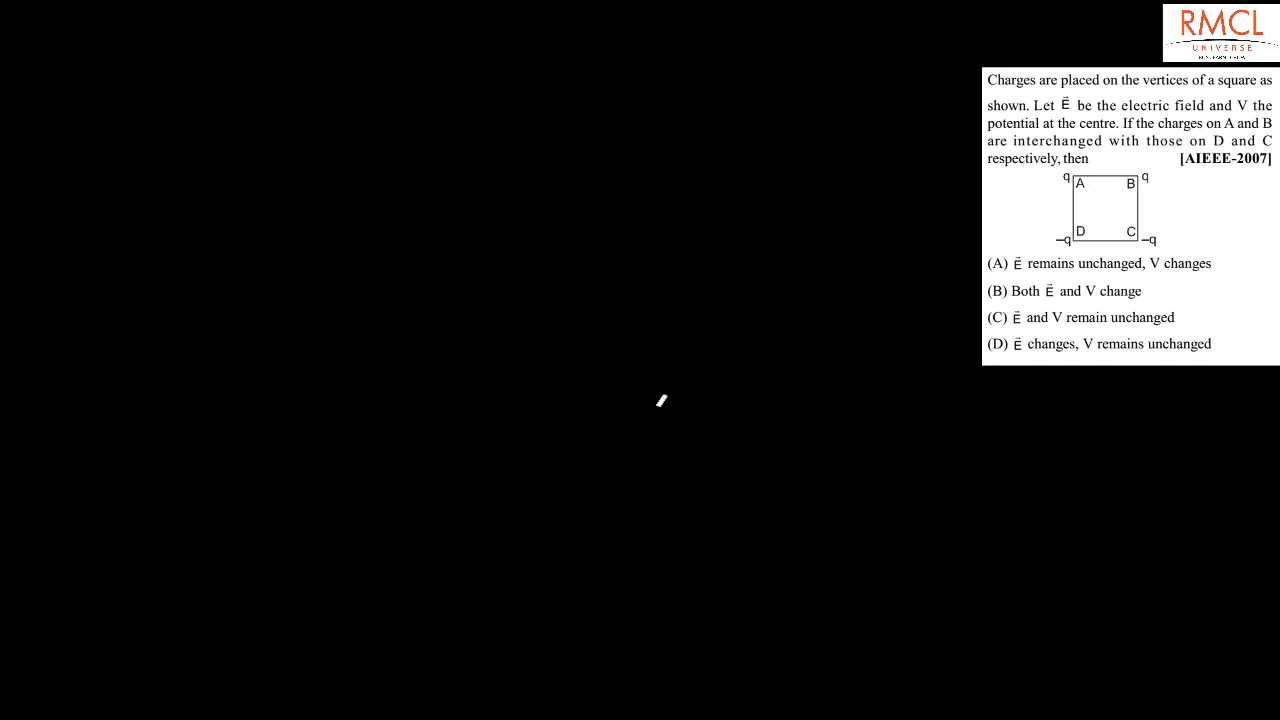 RMCL
UNIVERSE
Charges are placed on the vertices of a square as
shown. Let E⃗ be the electric field and V the
potential at the centre. If the charges on A and B
are interchanged with those on D and C
respectively, then [AIEEE-2007]
q A B q
–q D C –q
(A) E⃗ remains unchanged, V changes
(B) Both E⃗ and V change
(C) E⃗ and V remain unchanged
(D) E⃗ changes, V remains unchanged